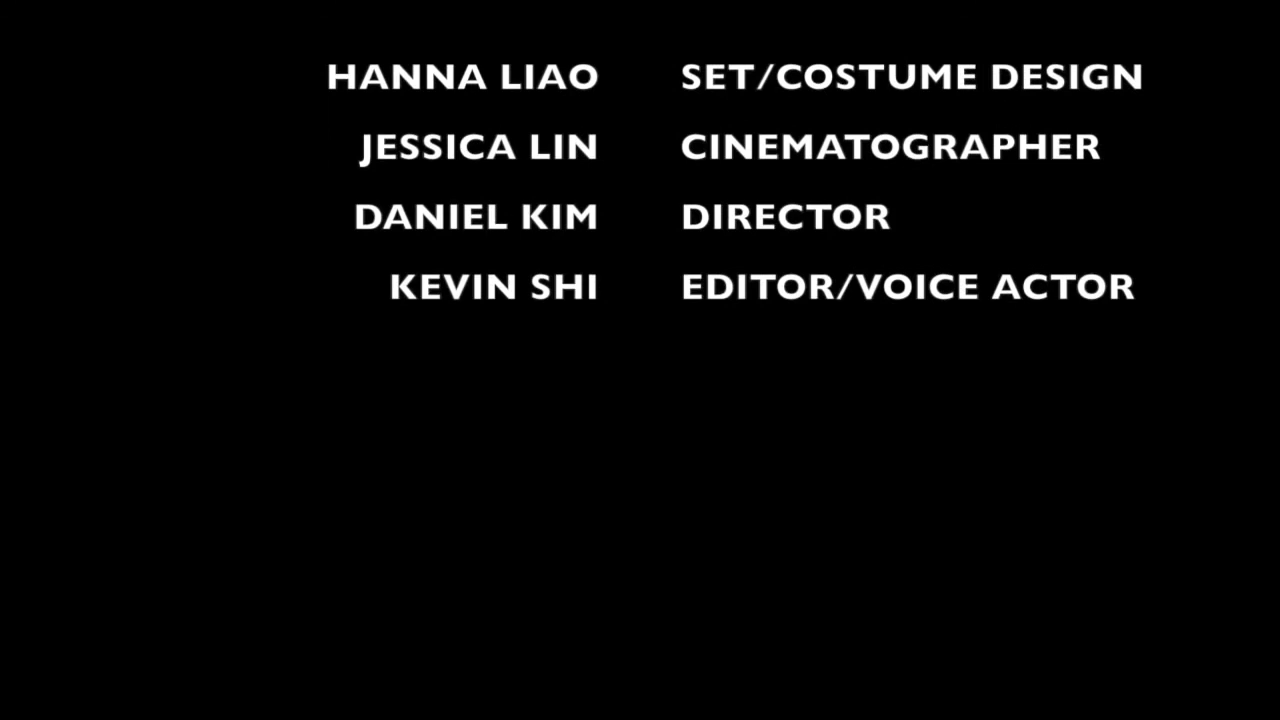 HANNA LIAO SET/COSTUME DESIGN
JESSICA LIN CINEMATOGRAPHER
DANIEL KIM DIRECTOR
KEVIN SHI EDITOR/VOICE ACTOR